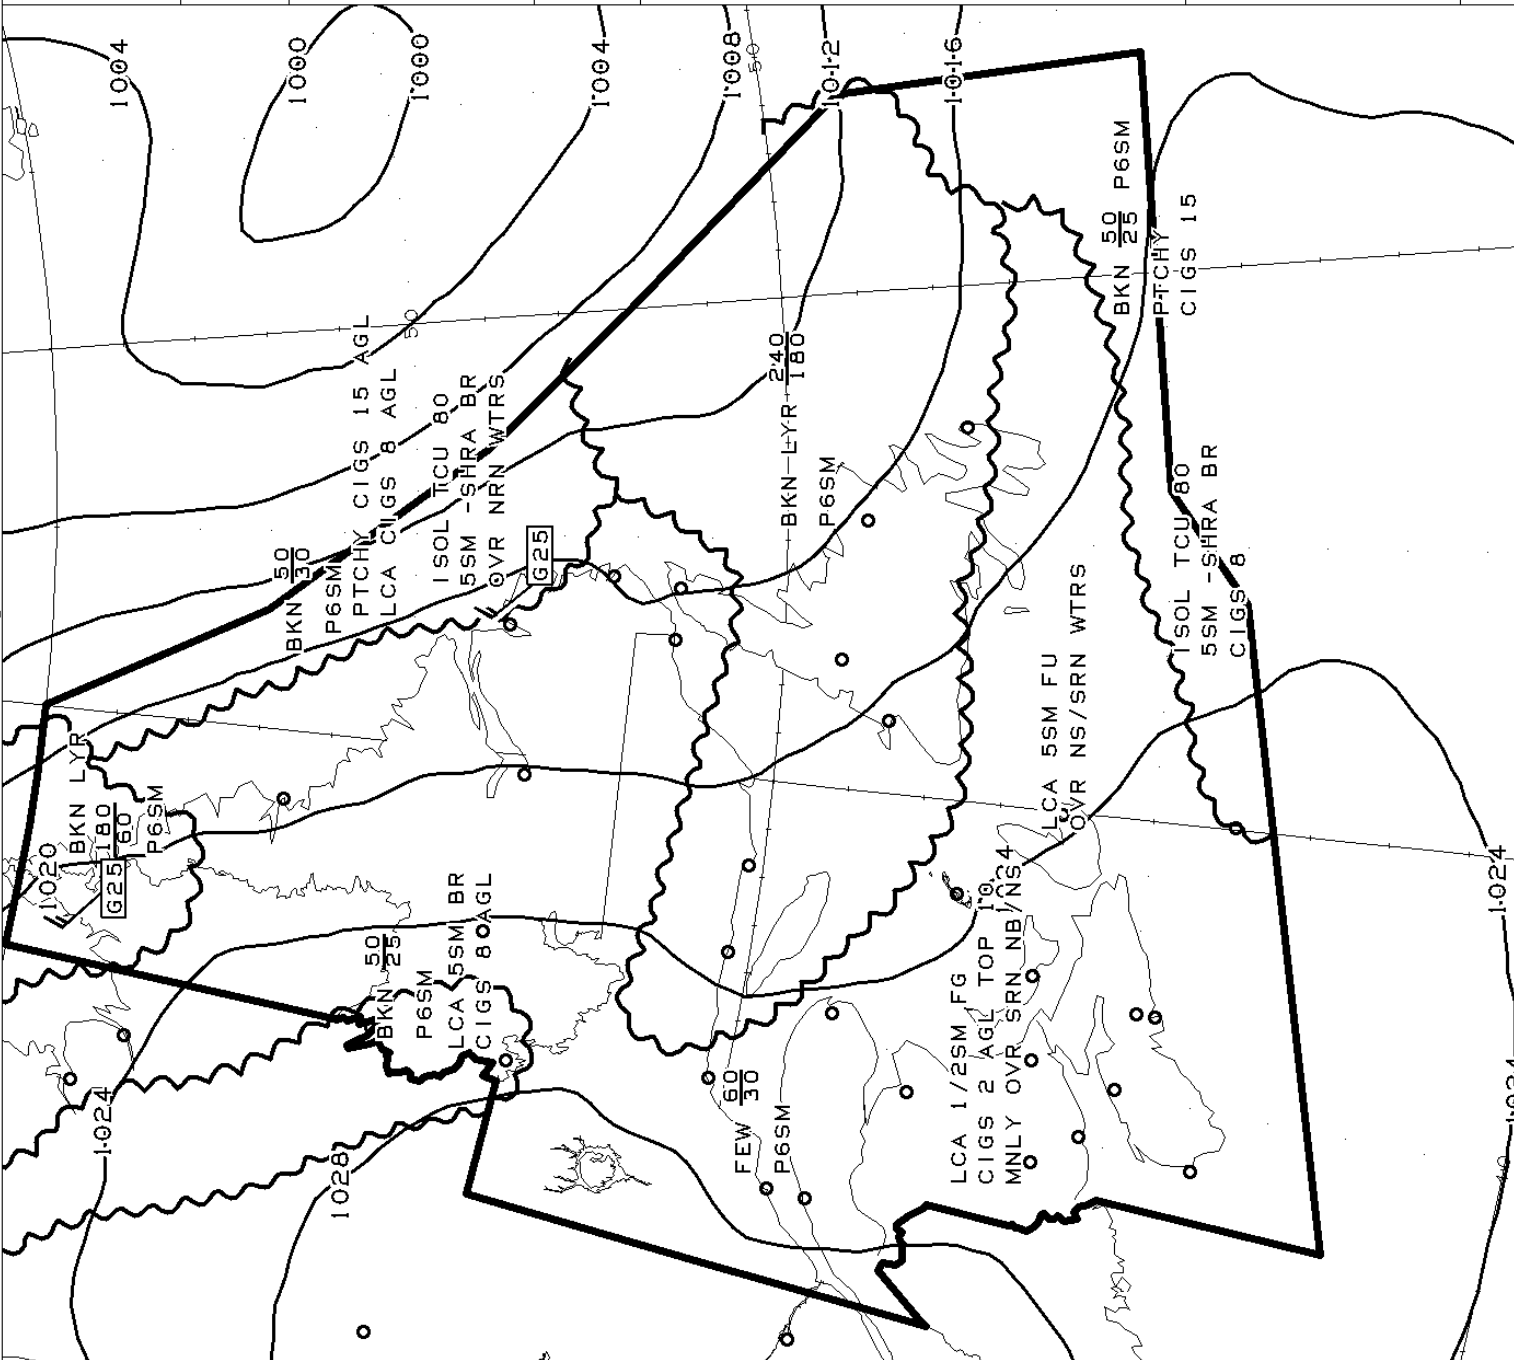 1004
1000
1000
1004
1008
50
1012
1016
BKN 50 P6SM
25
PTCHY
CIGS 15
50
BKN 50
30
P6SM
PTCHY CIGS 15 AGL
LCA CIGS 8 AGL
ISOL TCU 80
5SM -SHRA BR
OVR NRN WTRS
G25
240
BKN LYR 180
P6SM
ISOL TCU 80
5SM -SHRA BR
CIGS 8
LCA 5SM FU
OVR NS/SRN WTRS
BKN LYR
180
60
P6SM
1020
G25
BKN 50
25
P6SM
LCA 5SM BR
CIGS 8 AGL
LCA 1/2SM FG
CIGS 2 AGL TOP 10
MNLY OVR SRN NB/NS
1024
1024
FEW 60
30
P6SM
1024
1028
1024
40